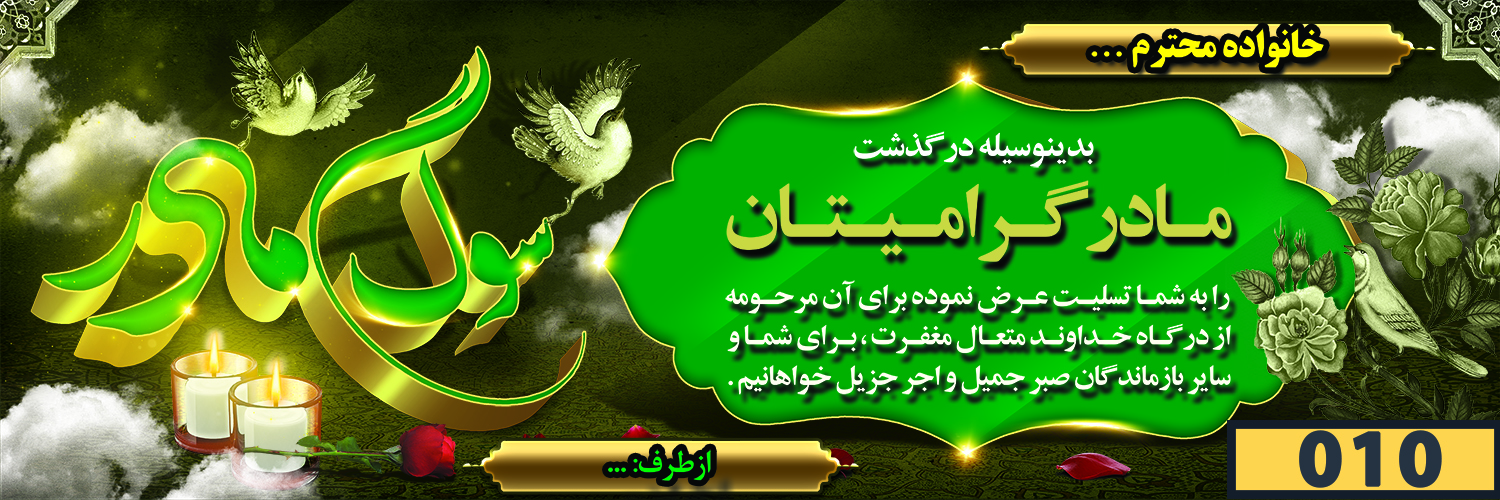 خانواده محترم ...
بدینوسیله درگذشت
مادر گرامیتان
را به شما تسلیت عرض نموده برای آن مرحومه
از درگاه خداوند متعال مغفرت ، برای شما و
سایر بازماندگان صبر جمیل و اجر جزیل خواهانیم .
سوگ مادر
از طرف: ...
010